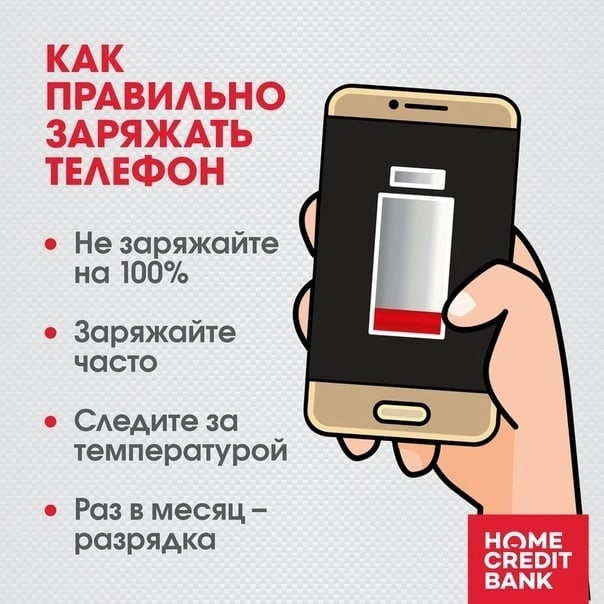 КАК
ПРАВИЛЬНО
ЗАРЯЖАТЬ
ТЕЛЕФОН
• Не заряжайте
на 100%
• Заряжайте
часто
• Следите за
температурой
• Раз в месяц –
разрядка
HOME
CREDIT
BANK